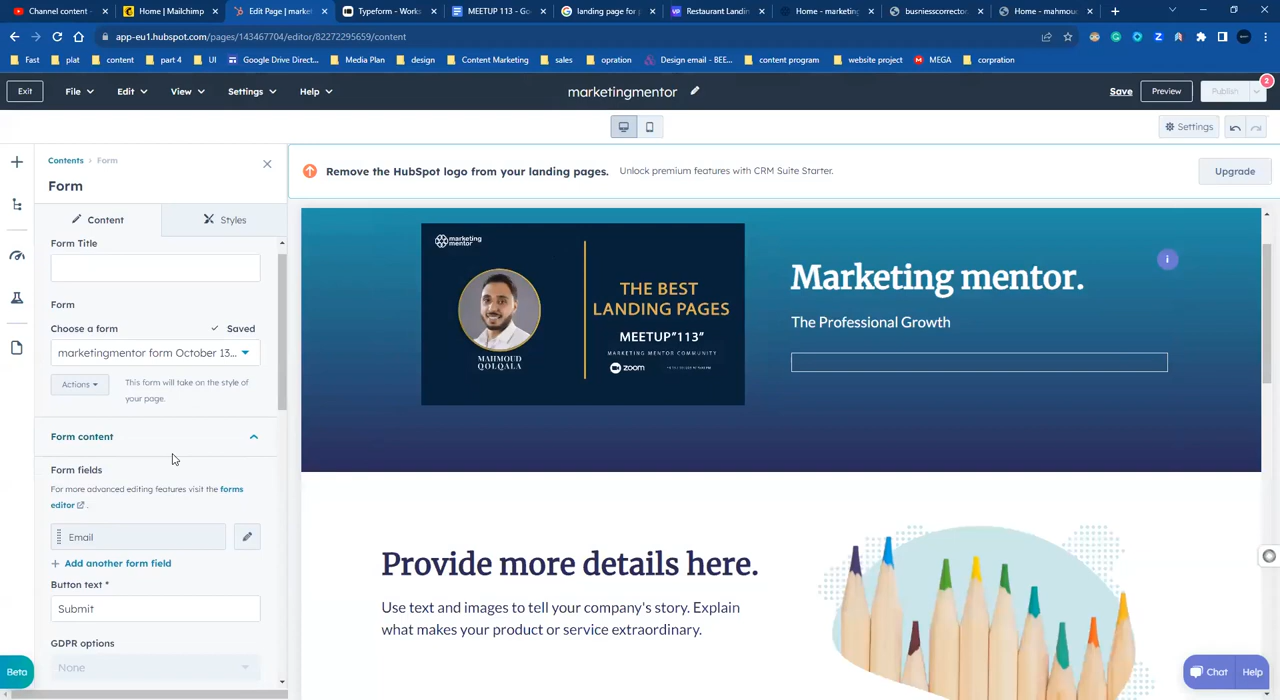 Channel content -
Home | Mailchimp
Edit Page | market
Typeform - Works
MEETUP 113 - Go
landing page for p
Restaurant Landin
Home - marketing
busniesscorrector.
Home - mahmoud
app-eu1.hubspot.com/pages/143467704/editor/82272295659/content
Fast
plat
content
part 4
UI
Google Drive Direct...
Media Plan
design
Content Marketing
sales
opration
Design email - BEE...
content program
website project
MEGA
corpration
Exit
File
Edit
View
Settings
Help
marketingmentor
Save
Preview
Publish
2
Settings
Contents > Form
Form
Content
Styles
Form Title
Form
Choose a form
Saved
marketingmentor form October 13...
Actions
This form will take on the style of
your page.
Form content
Form fields
For more advanced editing features visit the forms
editor .
Email
+ Add another form field
Button text *
Submit
GDPR options
None
Beta
Remove the HubSpot logo from your landing pages.
Unlock premium features with CRM Suite Starter.
Upgrade
marketing
mentor
MAHMOUD
QOLQALA
THE BEST
LANDING PAGES
MEETUP"113"
MARKETING MENTOR COMMUNITY
zoom
Marketing mentor.
The Professional Growth
i
Provide more details here.
Use text and images to tell your company's story. Explain
what makes your product or service extraordinary.
Chat
Help